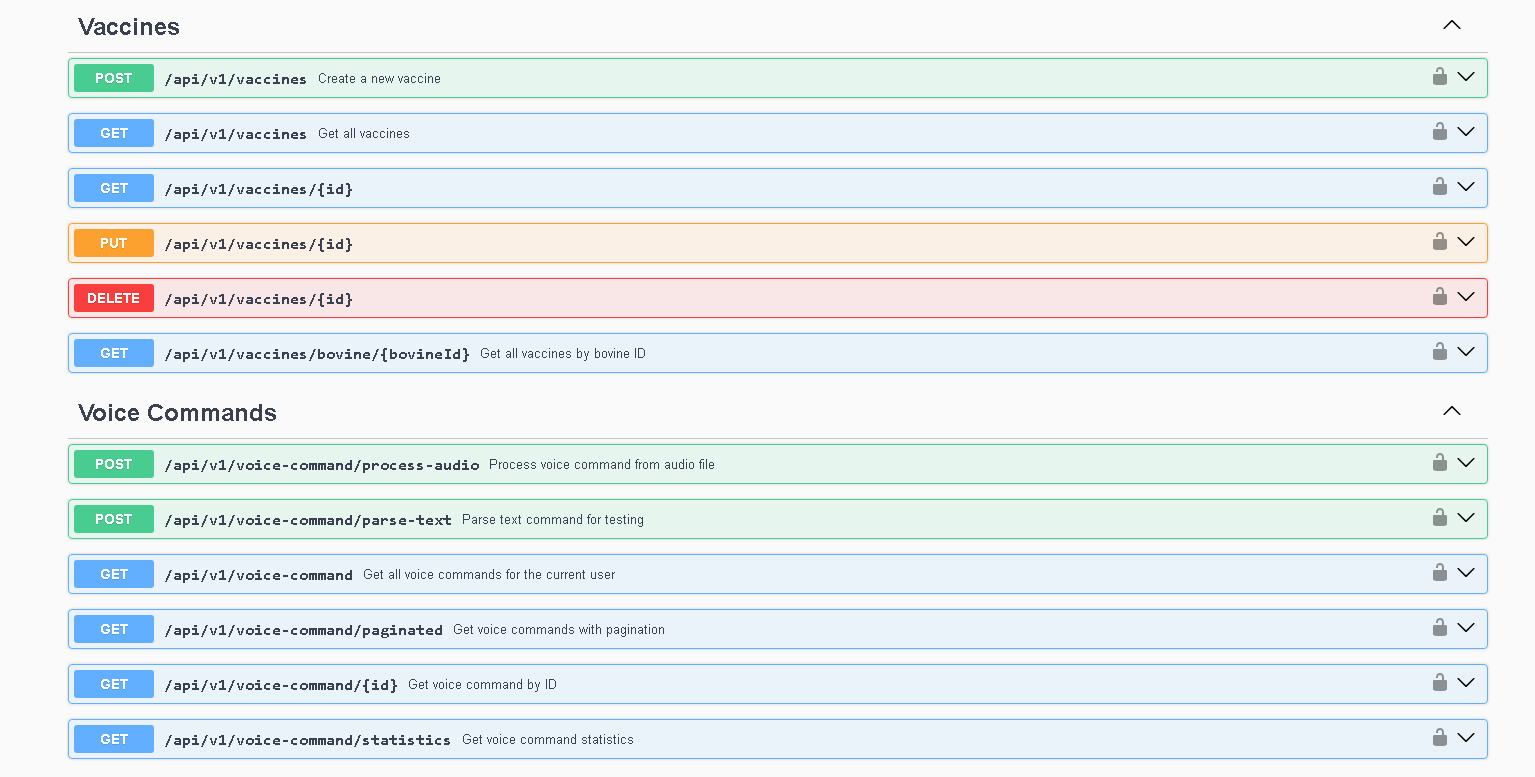 Vaccines
POST /api/v1/vaccines Create a new vaccine
GET /api/v1/vaccines Get all vaccines
GET /api/v1/vaccines/{id}
PUT /api/v1/vaccines/{id}
DELETE /api/v1/vaccines/{id}
GET /api/v1/vaccines/bovine/{bovineId} Get all vaccines by bovine ID
Voice Commands
POST /api/v1/voice-command/process-audio Process voice command from audio file
POST /api/v1/voice-command/parse-text Parse text command for testing
GET /api/v1/voice-command Get all voice commands for the current user
GET /api/v1/voice-command/paginated Get voice commands with pagination
GET /api/v1/voice-command/{id} Get voice command by ID
GET /api/v1/voice-command/statistics Get voice command statistics